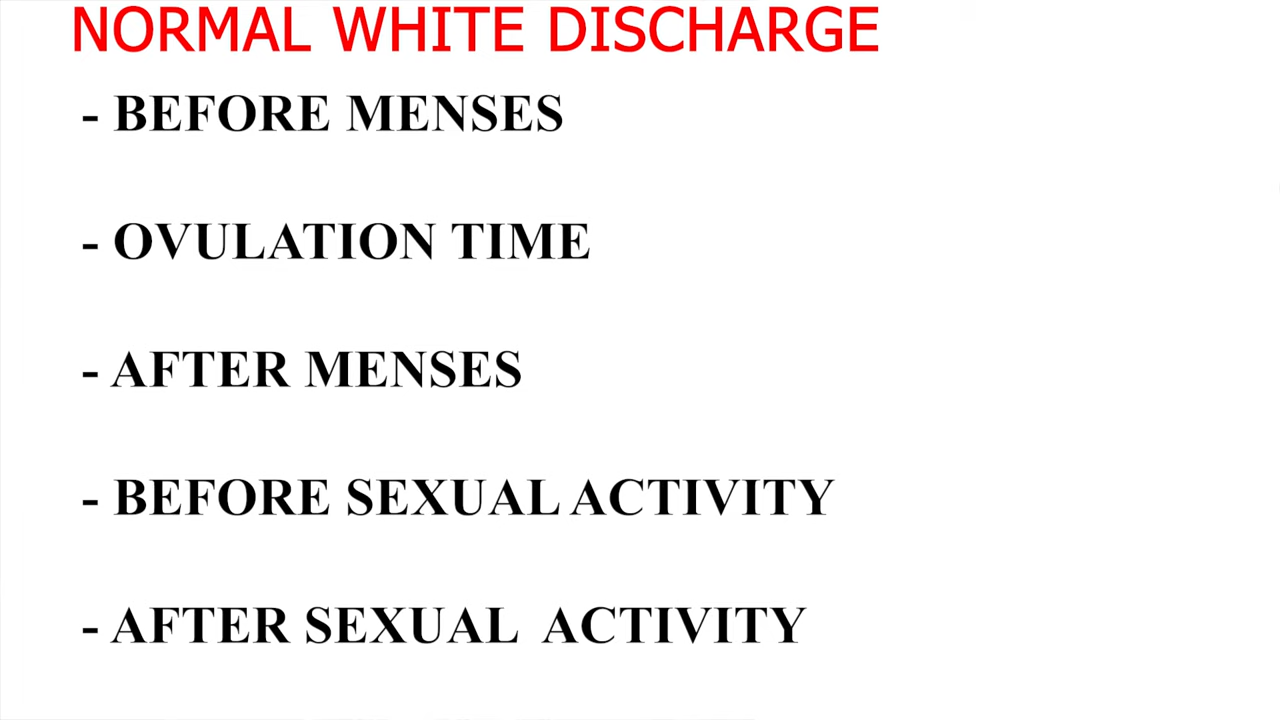 NORMAL WHITE DISCHARGE
- BEFORE MENSES
- OVULATION TIME
- AFTER MENSES
- BEFORE SEXUAL ACTIVITY
- AFTER SEXUAL ACTIVITY